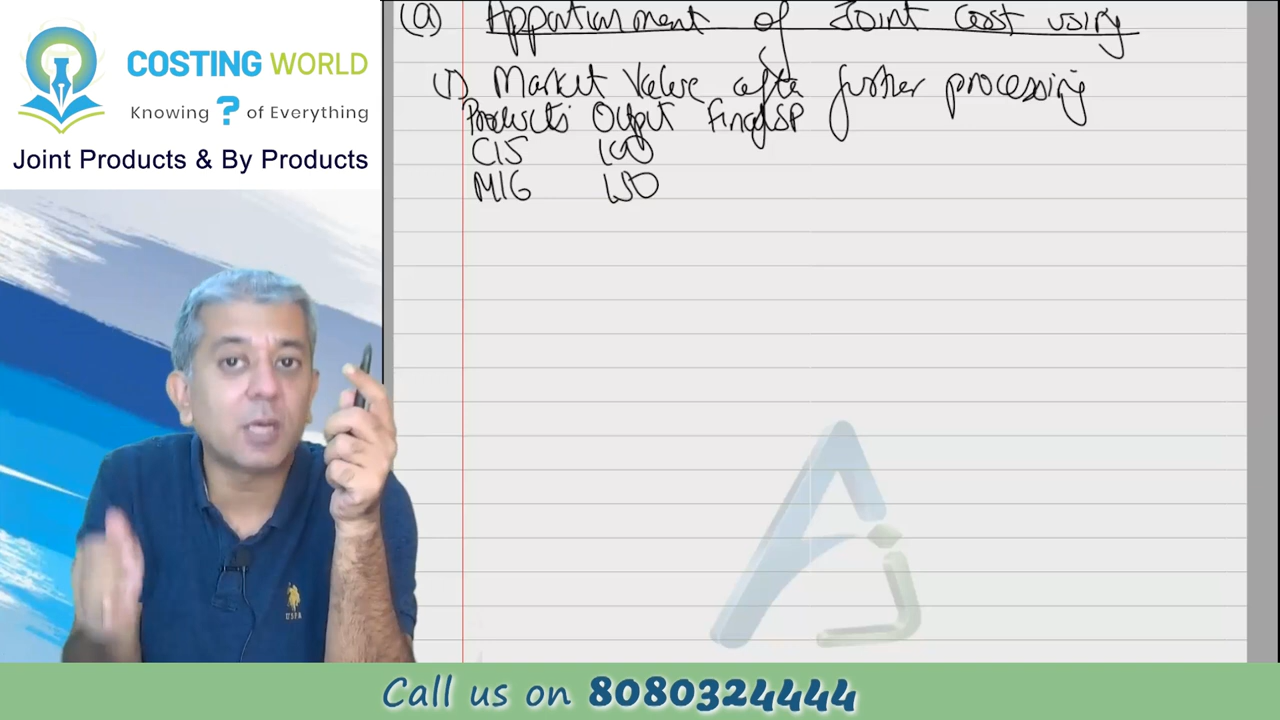 COSTING WORLD
Knowing ? of Everything
Joint Products & By Products
(a) Apportionment of Joint Cost using
(1) Market Value after further processing
Products Output Final SP
C15 100
M16 150
U.S.P.A.
Call us on 8080324444